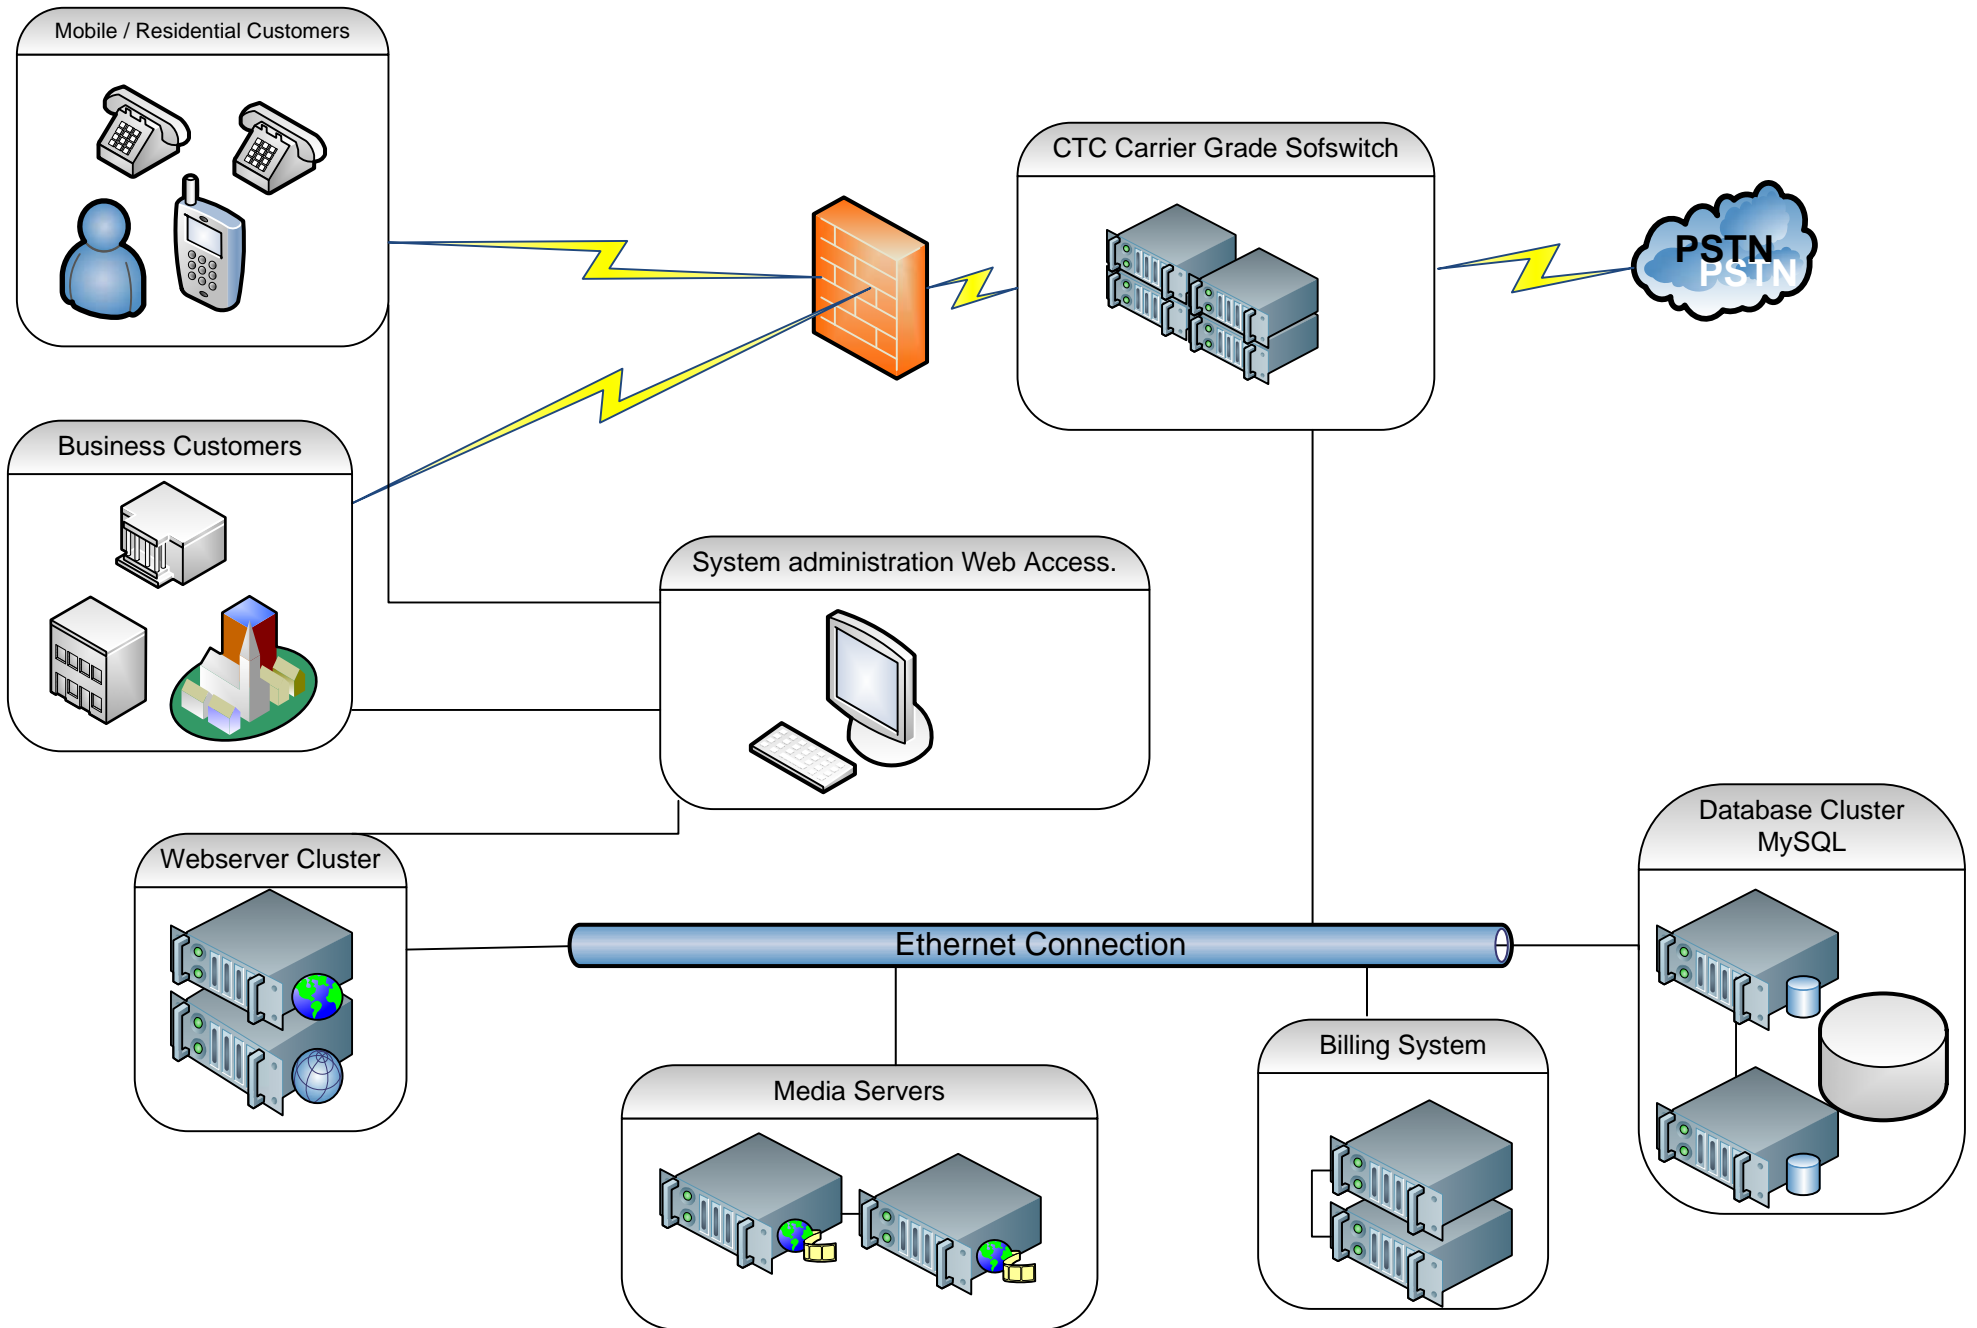 Mobile / Residential Customers
CTC Carrier Grade Sofswitch
PSTN
PSTN
Business Customers
System administration Web Access.
Database Cluster
MySQL
Webserver Cluster
Ethernet Connection
Billing System
Media Servers